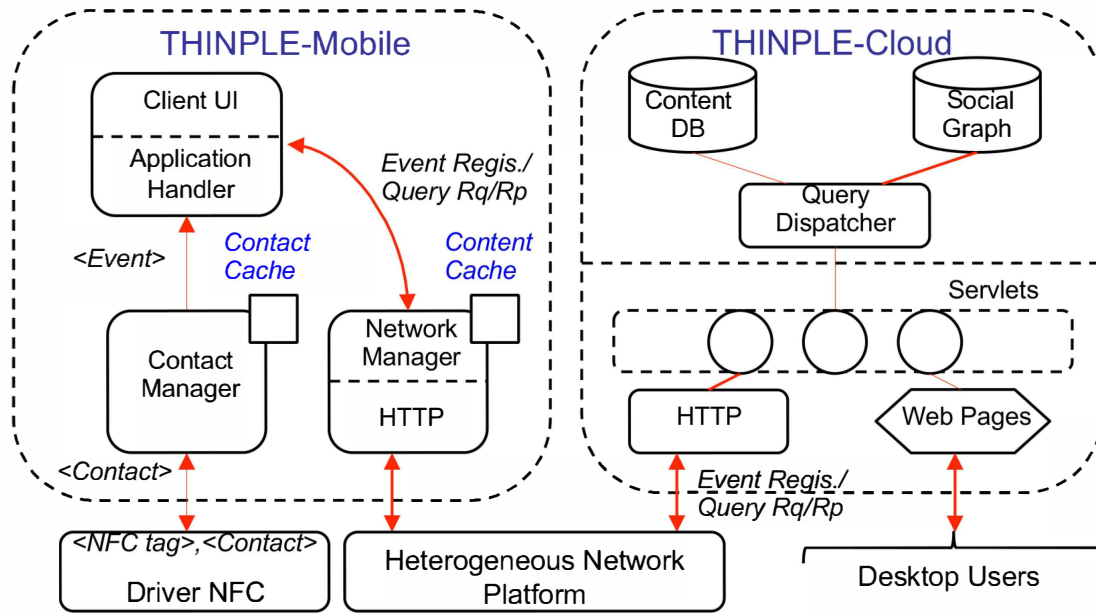 THINPLE-Mobile
Client UI
Application
Handler
Event Regis./
Query Rq/Rp
<Event>
Contact
Cache
Content
Cache
Contact
Manager
Network
Manager
HTTP
<Contact>
<NFC tag>,<Contact>
Driver NFC
Heterogeneous Network
Platform
THINPLE-Cloud
Content
DB
Social
Graph
Query
Dispatcher
Servlets
HTTP
Web Pages
Event Regis./
Query Rq/Rp
Desktop Users